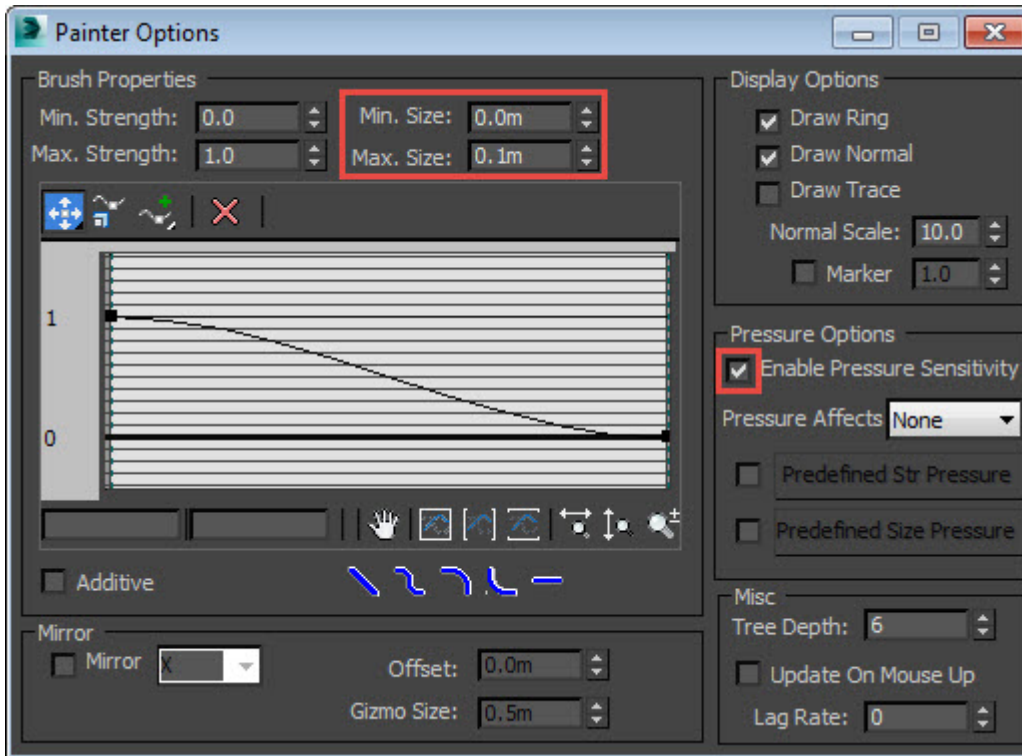 Painter Options
Brush Properties
Min. Strength: 0.0
Min. Size: 0.0m
Max. Strength: 1.0
Max. Size: 0.1m
1
0
Additive
Mirror
Mirror X
Offset: 0.0m
Gizmo Size: 0.5m
Display Options
Draw Ring
Draw Normal
Draw Trace
Normal Scale: 10.0
Marker 1.0
Pressure Options
Enable Pressure Sensitivity
Pressure Affects None
Predefined Str Pressure
Predefined Size Pressure
Misc
Tree Depth: 6
Update On Mouse Up
Lag Rate: 0